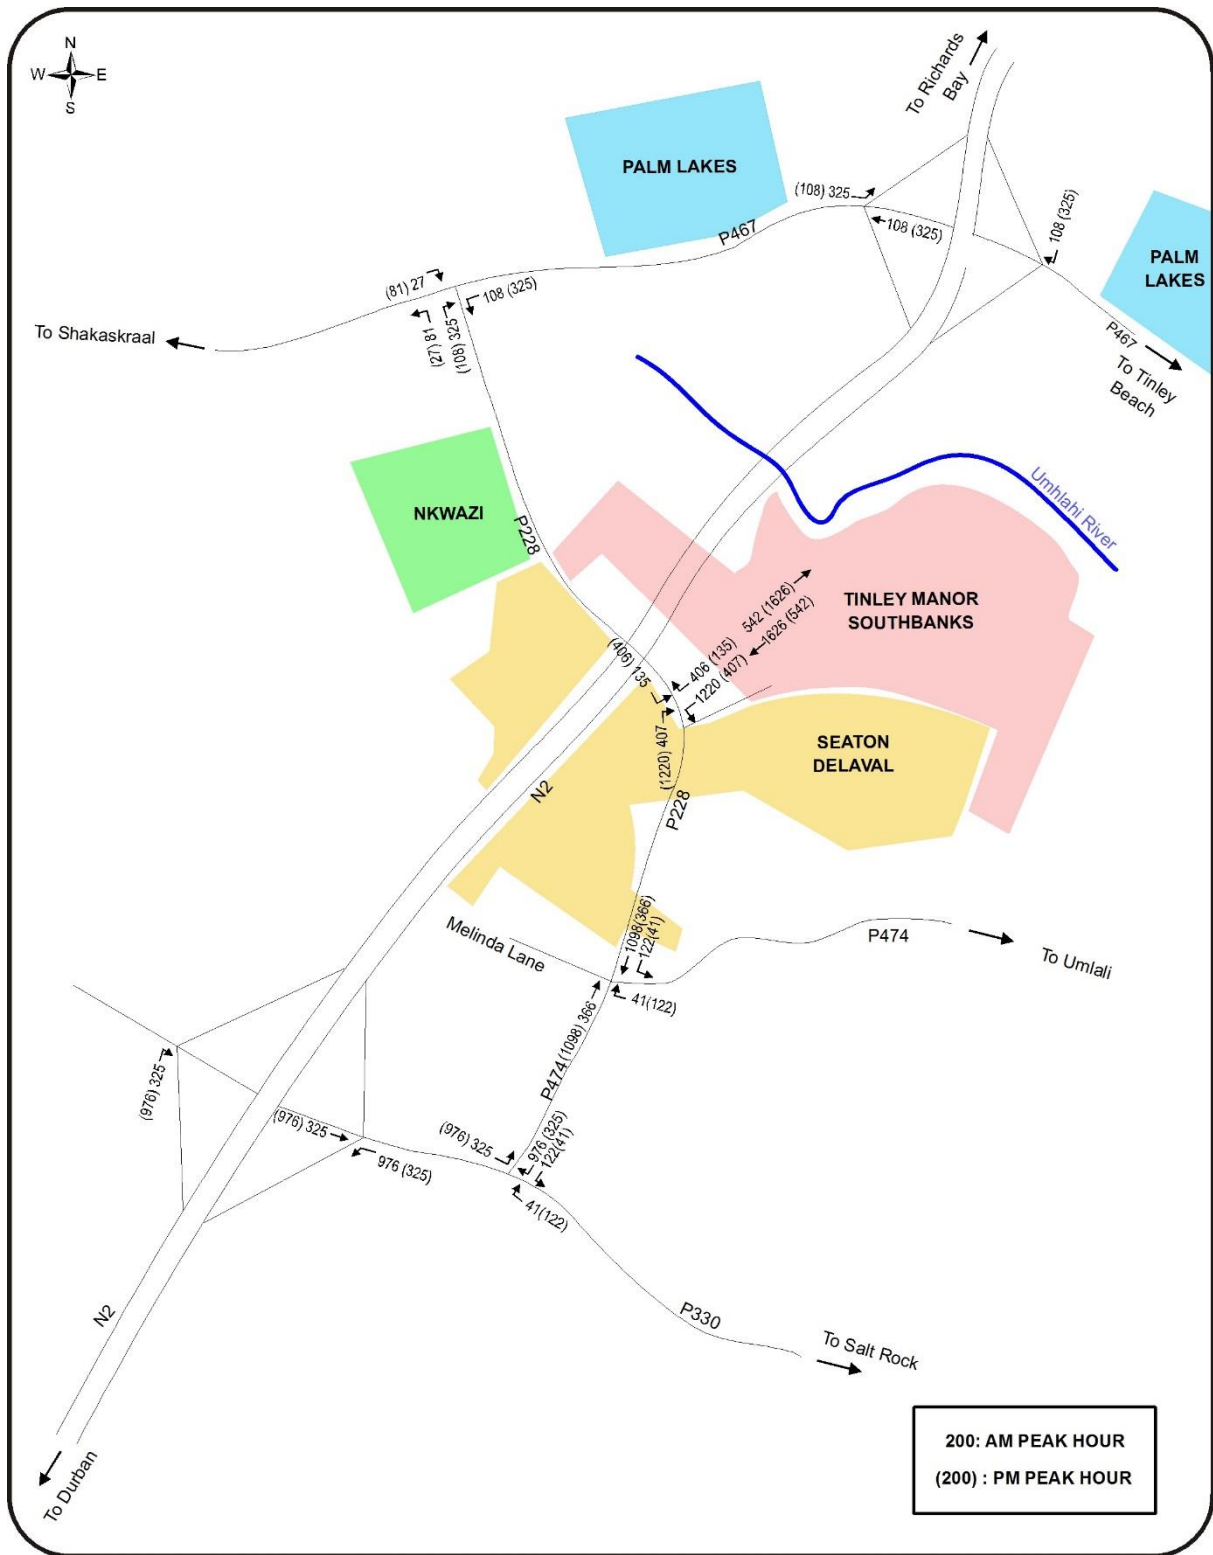 N
W
E
S
To Richards
Bay
PALM LAKES
(108) 325
108 (325)
P467
108 (325)
PALM
LAKES
(81) 27
108 (325)
To Shakaskraal
(27) 81
(108) 325
P467
To Tinley
Beach
Umhlahi River
NKWAZI
P228
TINLEY MANOR
SOUTHBANKS
542 (1626)
1626 (542)
(406) 135
406 (135)
1220 (407)
(1220) 407
SEATON
DELAVAL
N2
P228
1098(366)
122(41)
Melinda Lane
P474
To Umlali
41(122)
(1098) 366
P474
(976) 325
(976) 325
976 (325)
(976) 325
976 (325)
122(41)
41(122)
N2
P330
To Salt Rock
To Durban
200: AM PEAK HOUR
(200) : PM PEAK HOUR